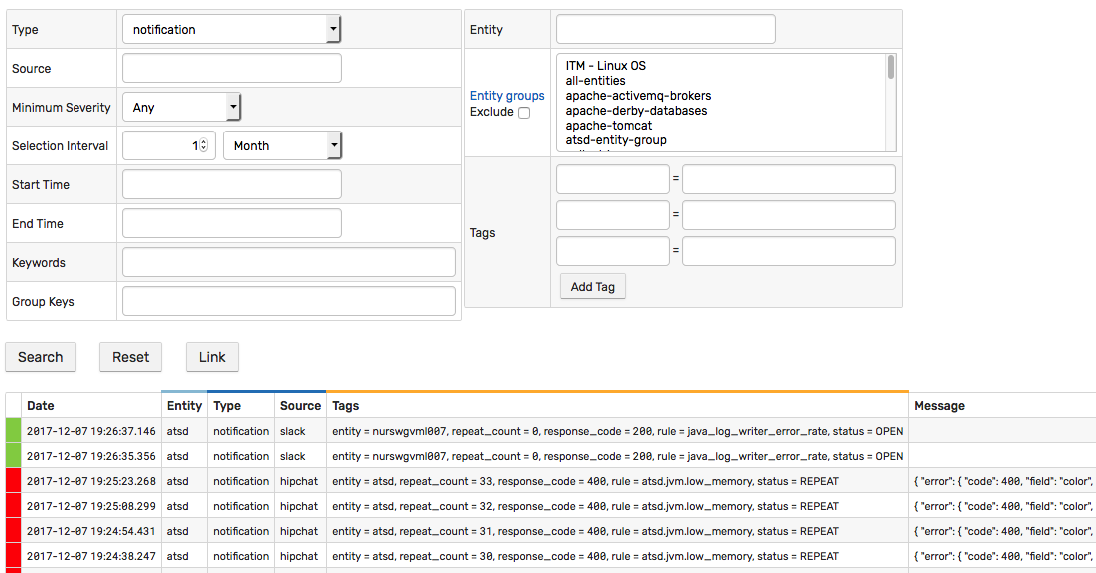 Type notification
Source
Minimum Severity Any
Selection Interval 1 Month
Start Time
End Time
Keywords
Group Keys
Entity
Entity groups
Exclude
ITM - Linux OS
all-entities
apache-activemq-brokers
apache-derby-databases
apache-tomcat
atsd-entity-group
Tags
=
=
=
Add Tag
Search Reset Link
Date Entity Type Source Tags Message
2017-12-07 19:26:37.146 atsd notification slack entity = nurswgvml007, repeat_count = 0, response_code = 200, rule = java_log_writer_error_rate, status = OPEN
2017-12-07 19:26:35.356 atsd notification slack entity = nurswgvml007, repeat_count = 0, response_code = 200, rule = java_log_writer_error_rate, status = OPEN
2017-12-07 19:25:23.268 atsd notification hipchat entity = atsd, repeat_count = 33, response_code = 400, rule = atsd.jvm.low_memory, status = REPEAT { "error": { "code": 400, "field": "color",
2017-12-07 19:25:08.299 atsd notification hipchat entity = atsd, repeat_count = 32, response_code = 400, rule = atsd.jvm.low_memory, status = REPEAT { "error": { "code": 400, "field": "color",
2017-12-07 19:24:54.431 atsd notification hipchat entity = atsd, repeat_count = 31, response_code = 400, rule = atsd.jvm.low_memory, status = REPEAT { "error": { "code": 400, "field": "color",
2017-12-07 19:24:38.247 atsd notification hipchat entity = atsd, repeat_count = 30, response_code = 400, rule = atsd.jvm.low_memory, status = REPEAT { "error": { "code": 400, "field": "color",